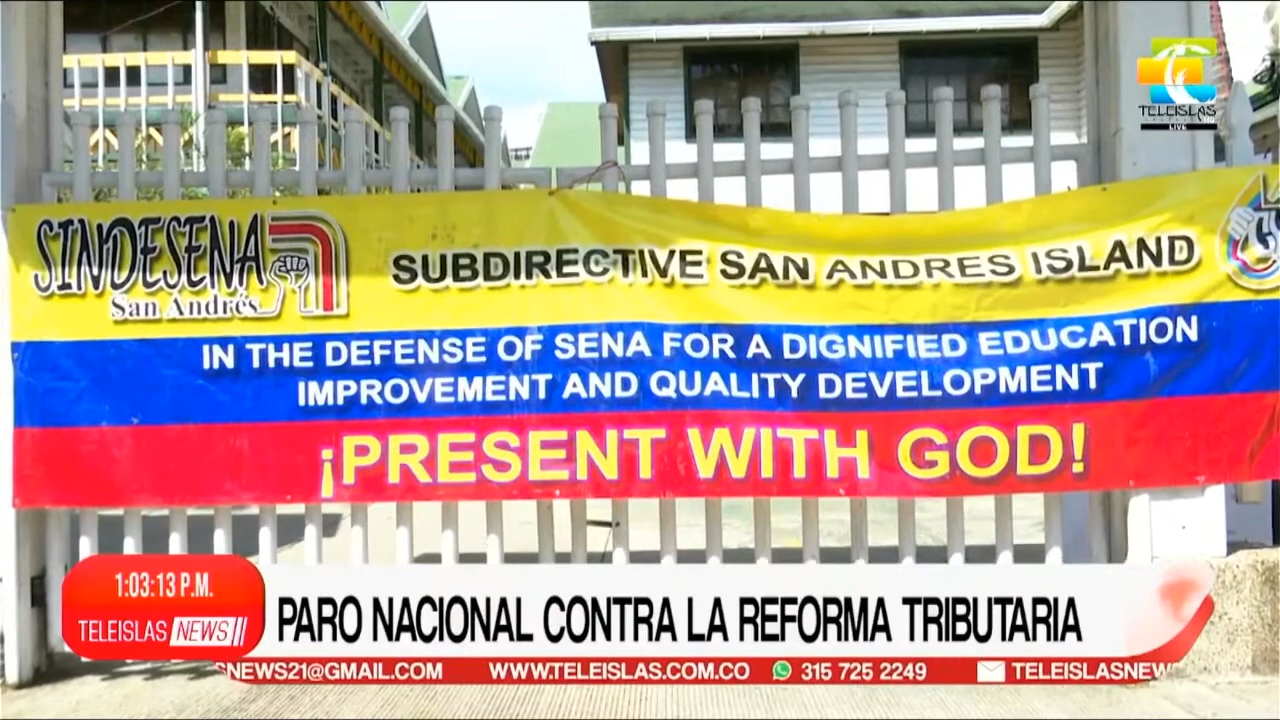 TELEISLAS
LIVE
SINDESENA
San Andrés
SUBDIRECTIVE SAN ANDRES ISLAND
IN THE DEFENSE OF SENA FOR A DIGNIFIED EDUCATION
IMPROVEMENT AND QUALITY DEVELOPMENT
¡PRESENT WITH GOD!
1:03:13 P.M.
TELEISLAS NEWS
PARO NACIONAL CONTRA LA REFORMA TRIBUTARIA
SNEWS21@GMAIL.COM WWW.TELEISLAS.COM.CO 315 725 2249 TELEISLASNEW